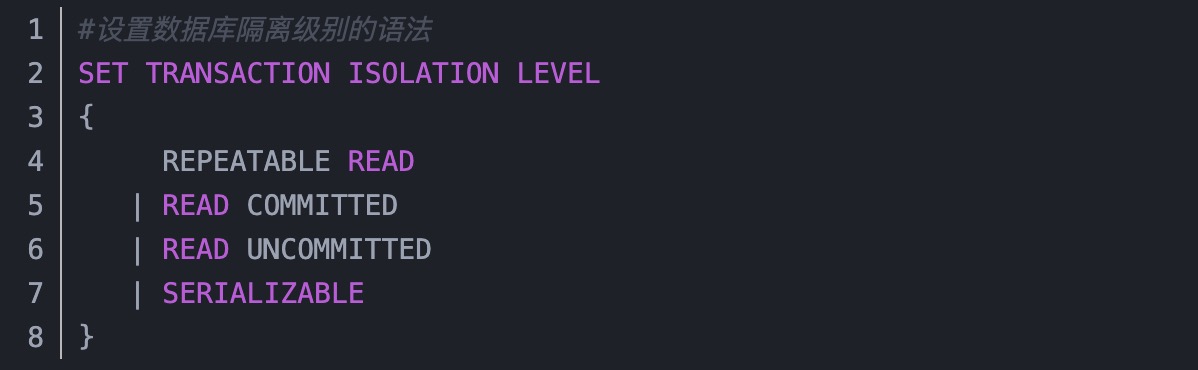 1 #设置数据库隔离级别的语法
2 SET TRANSACTION ISOLATION LEVEL
3 {
4 REPEATABLE READ
5 | READ COMMITTED
6 | READ UNCOMMITTED
7 | SERIALIZABLE
8 }